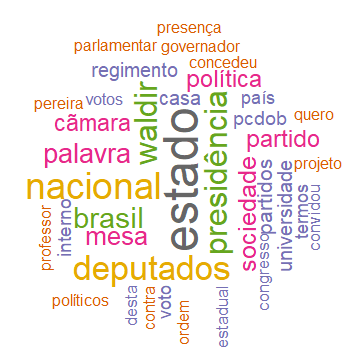 presença
parlamentar governador
concedeu
regimento política
pereira votos casa país
waldir
estado
presidência
pcdob quero
cãmara
partido
palavra
nacional
sociedade
partidos
universidade
projeto
termos
convidou
professor
interno
brasil
mesa
deputados
congresso
políticos
desta
contra
voto
ordem
estadual